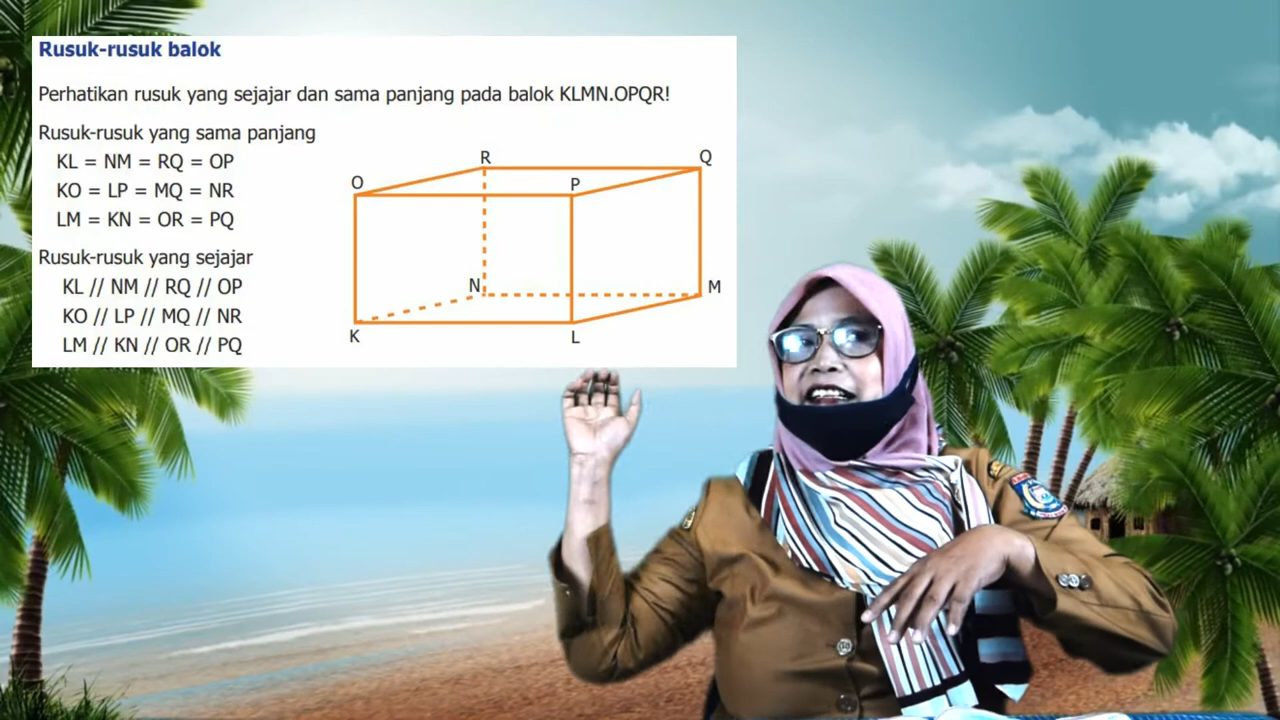 Rusuk-rusuk balok
Perhatikan rusuk yang sejajar dan sama panjang pada balok KLMN.OPQR!
Rusuk-rusuk yang sama panjang
KL = NM = RQ = OP
KO = LP = MQ = NR
LM = KN = OR = PQ
Rusuk-rusuk yang sejajar
KL // NM // RQ // OP
KO // LP // MQ // NR
LM // KN // OR // PQ
R
Q
O
P
N
M
K
L